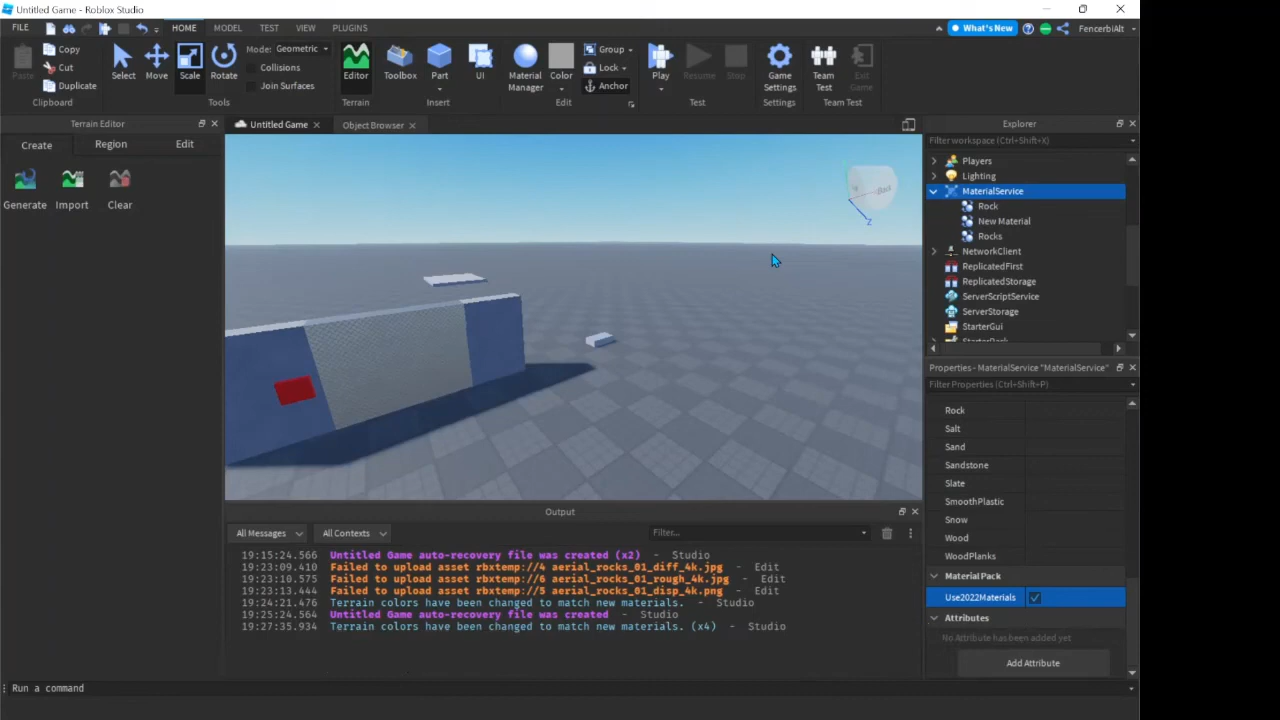 Untitled Game - Roblox Studio
FILE HOME MODEL TEST VIEW PLUGINS What's New FencerbiAlt
Paste Copy Cut Duplicate
Clipboard
Select Move Scale Rotate
Mode: Geometric
Collisions
Join Surfaces
Tools
Editor
Terrain
Toolbox Part UI
Insert
Material Manager Color
Group
Lock
Anchor
Edit
Play Resume Stop
Test
Game Settings
Settings
Team Test Exit Game
Team Test
Terrain Editor
Create Region Edit
Generate Import Clear
Untitled Game Object Browser
Back
Z
Explorer
Filter workspace (Ctrl+Shift+X)
Players
Lighting
MaterialService
Rock
New Material
Rocks
NetworkClient
ReplicatedFirst
ReplicatedStorage
ServerScriptService
ServerStorage
StarterGui
StarterPack
Properties - MaterialService "MaterialService"
Filter Properties (Ctrl+Shift+P)
Rock
Salt
Sand
Sandstone
Slate
SmoothPlastic
Snow
Wood
WoodPlanks
MaterialPack
Use2022Materials
Attributes
No Attribute has been added yet
Add Attribute
Output
All Messages All Contexts Filter...
19:15:24.566 Untitled Game auto-recovery file was created (x2) - Studio
19:23:09.410 Failed to upload asset rbxtemp://4 aerial_rocks_01_diff_4k.jpg - Edit
19:23:10.575 Failed to upload asset rbxtemp://6 aerial_rocks_01_rough_4k.jpg - Edit
19:23:13.444 Failed to upload asset rbxtemp://5 aerial_rocks_01_disp_4k.png - Edit
19:24:21.476 Terrain colors have been changed to match new materials. - Studio
19:25:24.614 Untitled Game auto-recovery file was created - Studio
19:27:35.934 Terrain colors have been changed to match new materials. (x4) - Studio
Run a command